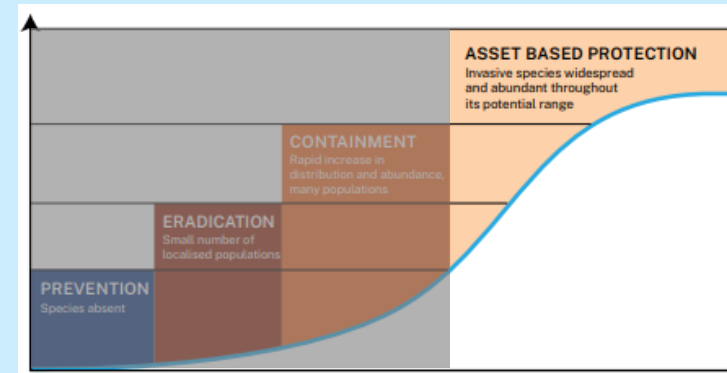 ASSET BASED PROTECTION
Invasive species widespread
and abundant throughout
its potential range
CONTAINMENT
Rapid increase in
distribution and abundance,
many populations
ERADICATION
Small number of
localised populations
PREVENTION
Species absent